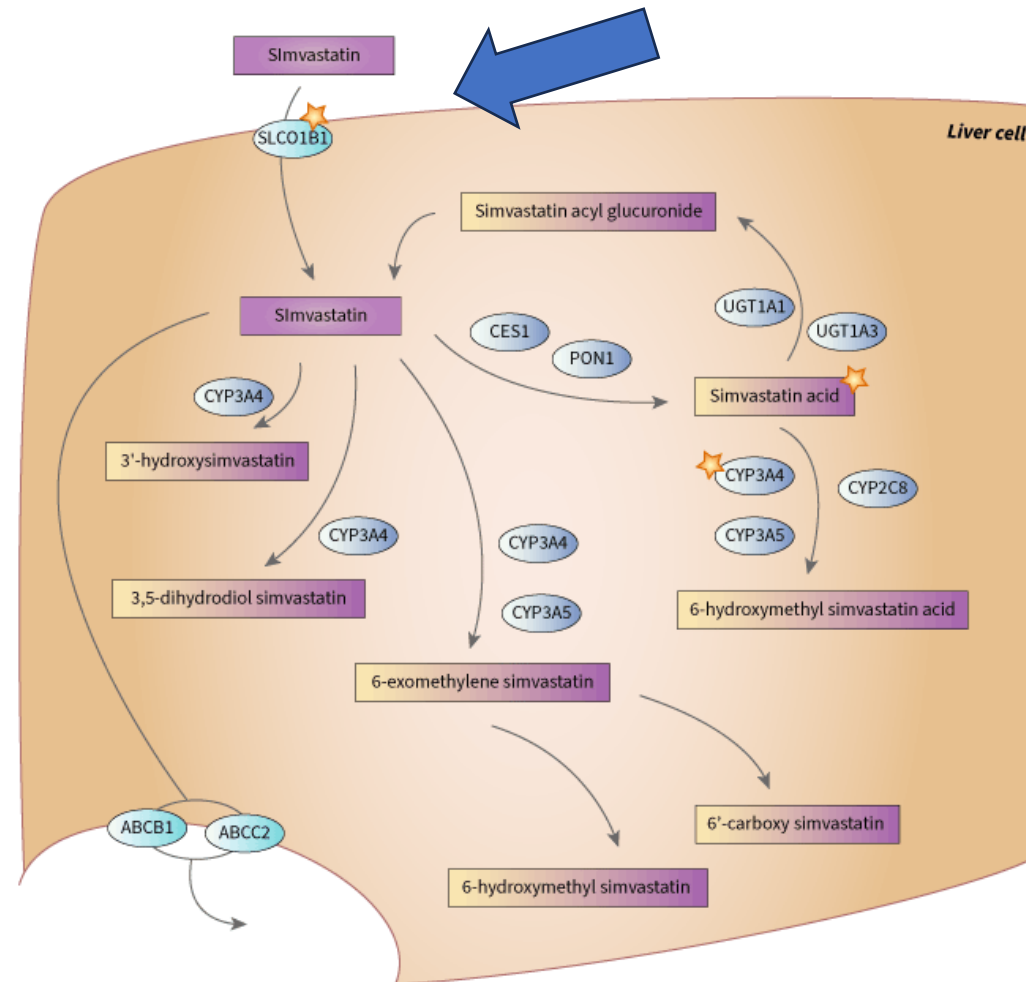 SImvastatin
SLCO1B1
Liver cell
Simvastatin acyl glucuronide
SImvastatin
CES1
PON1
UGT1A1
UGT1A3
CYP3A4
Simvastatin acid
3'-hydroxysimvastatin
CYP3A4
CYP2C8
CYP3A4
CYP3A4
CYP3A5
3,5-dihydrodiol simvastatin
CYP3A5
6-hydroxymethyl simvastatin acid
6-exomethylene simvastatin
ABCB1
ABCC2
6'-carboxy simvastatin
6-hydroxymethyl simvastatin